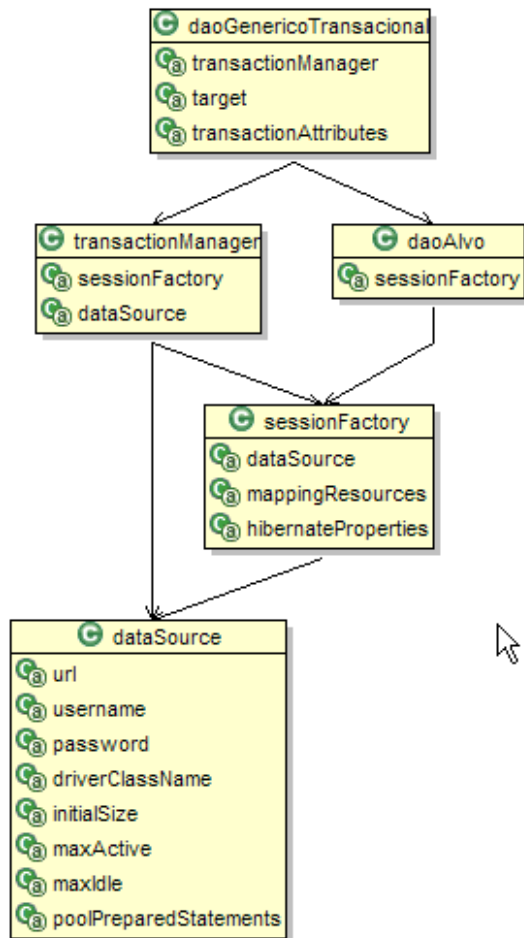 daoGenericoTransacional
transactionManager
target
transactionAttributes
transactionManager
sessionFactory
dataSource
daoAlvo
sessionFactory
sessionFactory
dataSource
mappingResources
hibernateProperties
dataSource
url
username
password
driverClassName
initialSize
maxActive
maxIdle
poolPreparedStatements